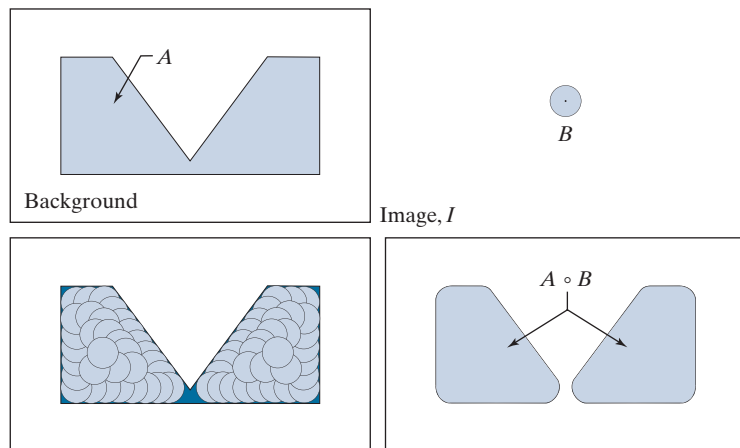 A
B
Background
Image, I
A ∘ B